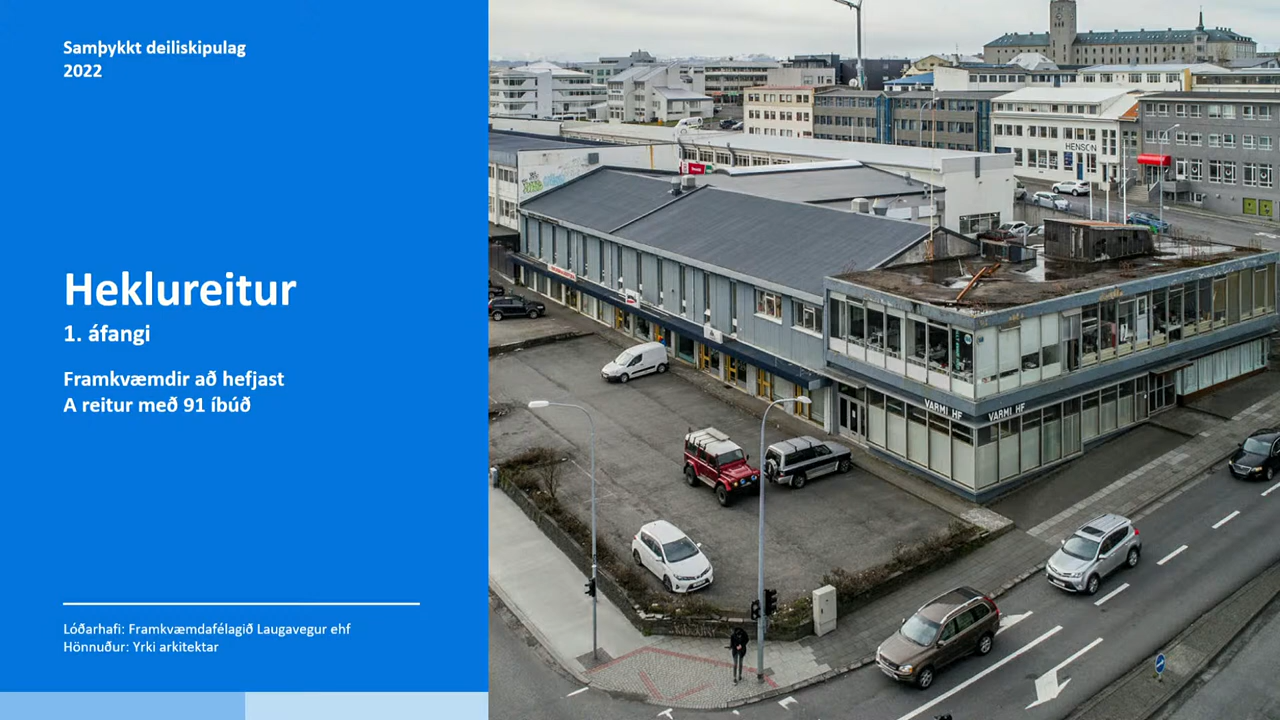 Samþykkt deiliskipulag
2022
Heklureitur
1. áfangi
Framkvæmdir að hefjast
A reitur með 91 íbúð
Lóðarhafi: Framkvæmdafélagið Laugavegur ehf
Hönnuður: Yrki arkitektar
HENSON
VARMI HF
VARMI HF